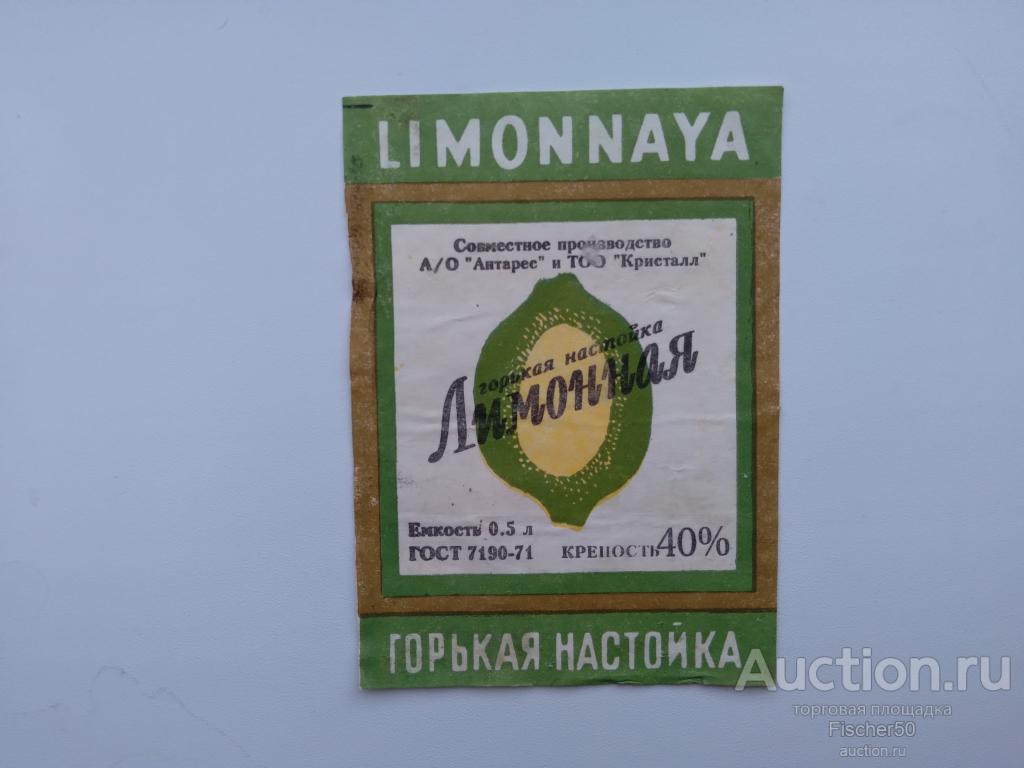 LIMONNAYA
Совместное производство
А/О "Антарес" и ТОО "Кристалл"
горькая настойка
Лимонная
Емкость 0.5 л
ГОСТ 7190-71 КРЕПОСТЬ 40%
ГОРЬКАЯ НАСТОЙКА
Auction.ru
торговая площадка
Fischer50
auction.ru